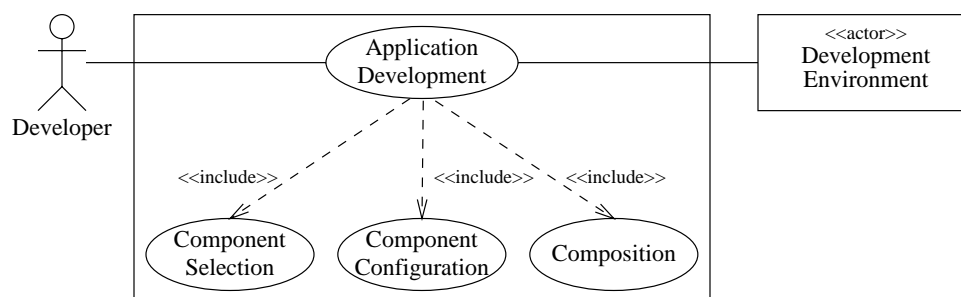 Developer
Application
Development
<<actor>>
Development
Environment
<<include>>
<<include>>
<<include>>
Component
Selection
Component
Configuration
Composition